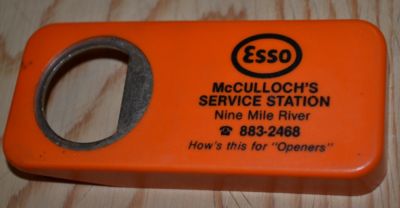 Esso
McCULLOCH'S
SERVICE STATION
Nine Mile River
☎ 883-2468
How's this for "Openers"